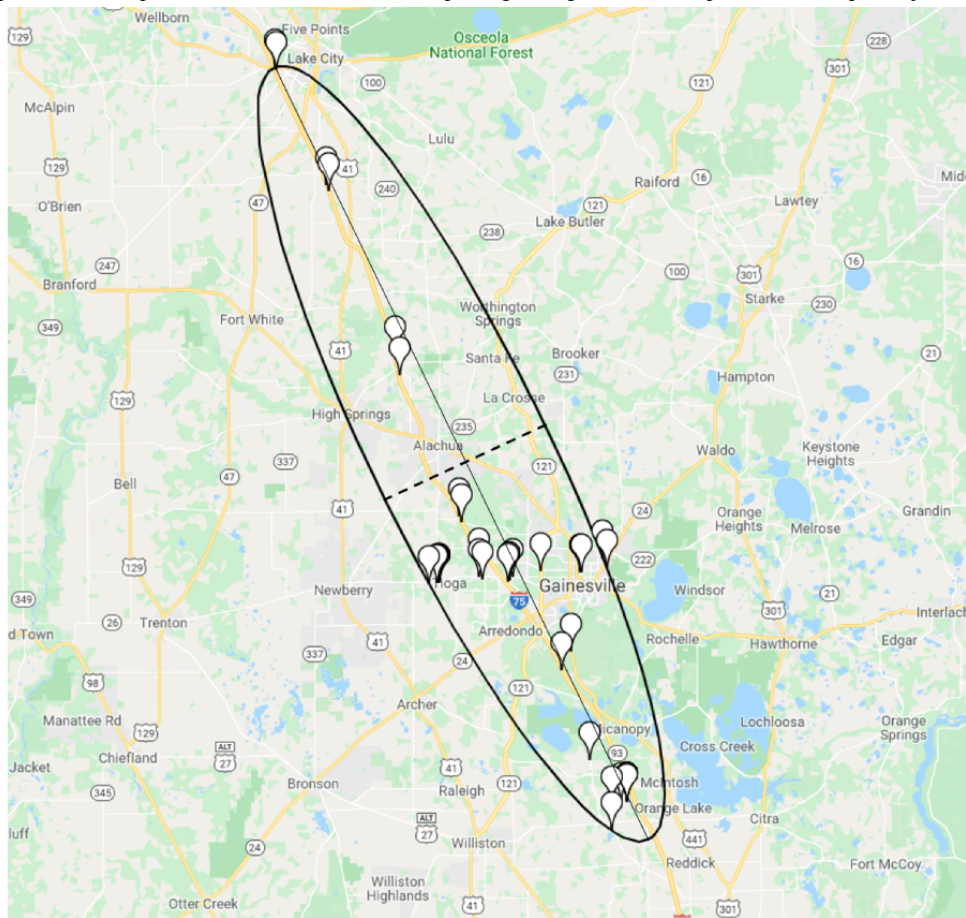 Wellborn
Five Points
Osceola
National Forest
228
129
Lake City
301
100
121
McAlpin
10
Lulu
129
41
Raiford
16
240
47
121
Lawtey
O'Brien
Lake Butler
238
247
16
Branford
100
301
349
Fort White
Worthington
Springs
Starke
230
41
Santa Fe
Brooker
21
231
Hampton
129
La Crosse
High Springs
235
Alachua
Waldo
Keystone
Heights
337
121
Bell
47
24
Orange
Heights
Melrose
Grandin
41
129
222
Newberry
Gainesville
Windsor
301
349
75
21
26
Trenton
Arredondo
Rochelle
Hawthorne
Edgar
41
337
24
98
121
Archer
Manattee Rd
129
Lochloosa
Orange
Springs
ALT
27
Chiefland
93
Cross Creek
Jacket
41
Bronson
121
McIntosh
345
Raleigh
Orange Lake
ALT
27
Citra
24
Williston
441
Reddick
Fort McCoy
Williston
Highlands
Otter Creek
41
301